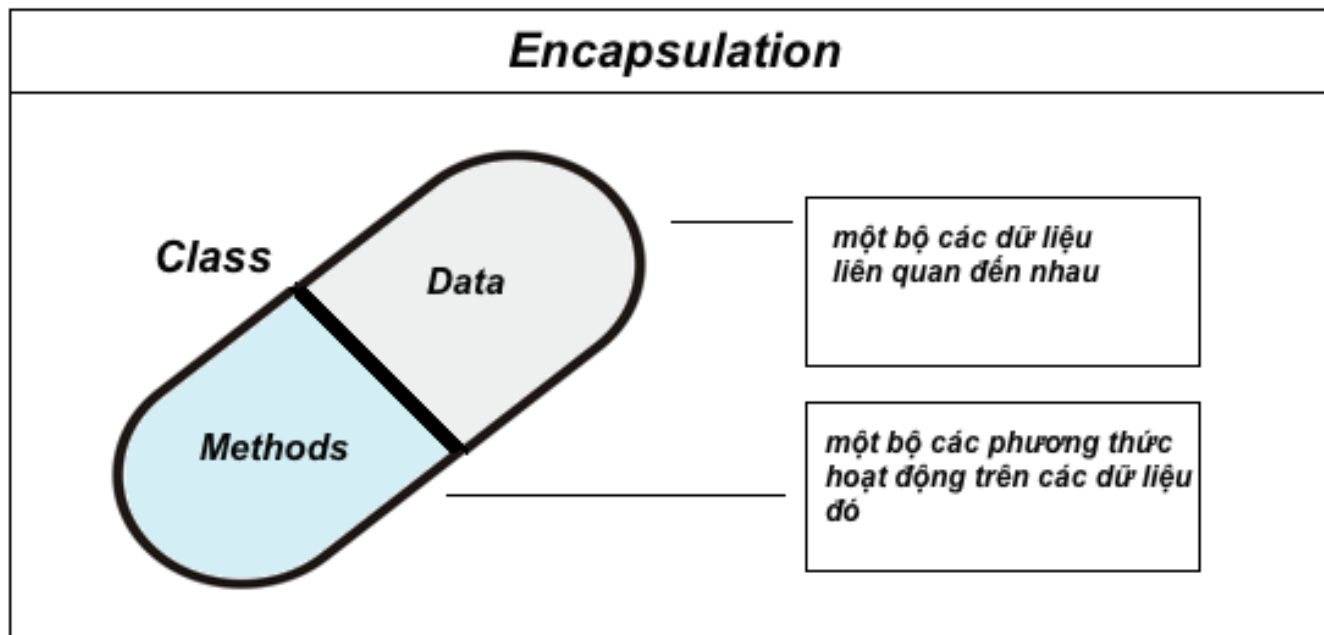 Encapsulation
Class
Data
Methods
một bộ các dữ liệu
liên quan đến nhau
một bộ các phương thức
hoạt động trên các dữ liệu
đó